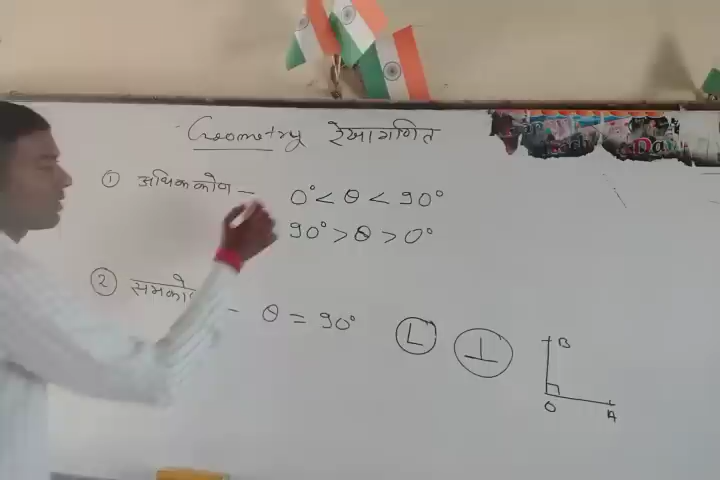 Geometry रेखागणित
① अधिककोण - 0° < θ < 90°
90° > θ > 0°
② समको - θ = 90° L ⊥
B
O A